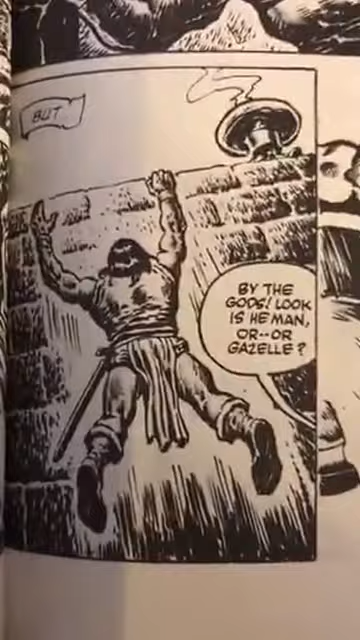 BUT
BY THE
GODS! LOOK
IS HE MAN,
OR--OR
GAZELLE?